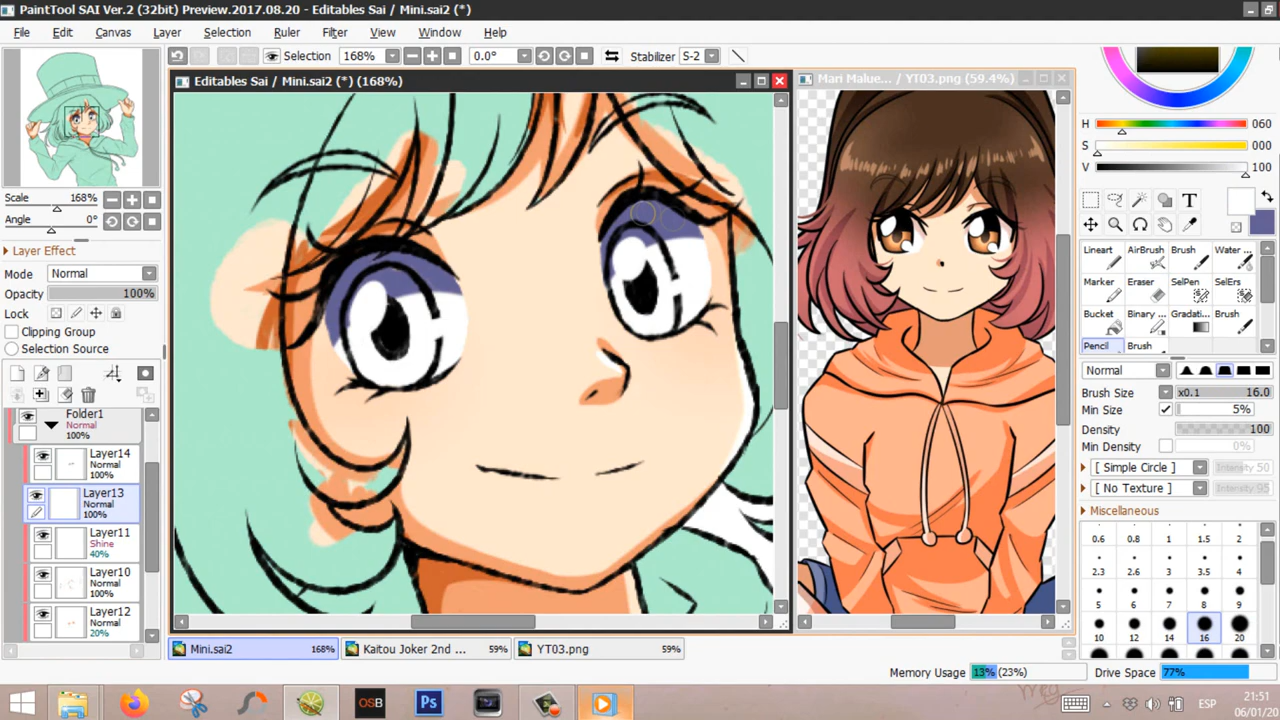 PaintTool SAI Ver.2 (32bit) Preview.2017.08.20 - Editables Sai / Mini.sai2 (*)
File Edit Canvas Layer Selection Ruler Filter View Window Help
Selection 168% 0.0° Stabilizer S-2
Editables Sai / Mini.sai2 (*) (168%)
Mari Malue... / YT03.png (59.4%)
Scale 168%
Angle 0°
Layer Effect
Mode Normal
Opacity 100%
Lock
Clipping Group
Selection Source
Folder1
Normal
100%
Layer14
Normal
100%
Layer13
Normal
100%
Layer11
Shine
40%
Layer10
Normal
100%
Layer12
Normal
20%
H 060
S 000
V 100
T
Lineart AirBrush Brush Water ...
Marker Eraser SelPen SelErs
Bucket Binary ... Gradati... Brush
Pencil Brush
Normal
Brush Size x0.1 16.0
Min Size 5%
Density 100
Min Density 0%
[ Simple Circle ] Intensity 50
[ No Texture ] Intensity 95
Miscellaneous
0.6 0.8 1 1.5 2
2.3 2.6 3 3.5 4
5 6 7 8 9
10 12 14 16 20
Mini.sai2 168% Kaitou Joker 2nd ... 59% YT03.png 59%
Memory Usage 13% (23%) Drive Space 77%
OSB Ps ESP
21:51
06/01/20